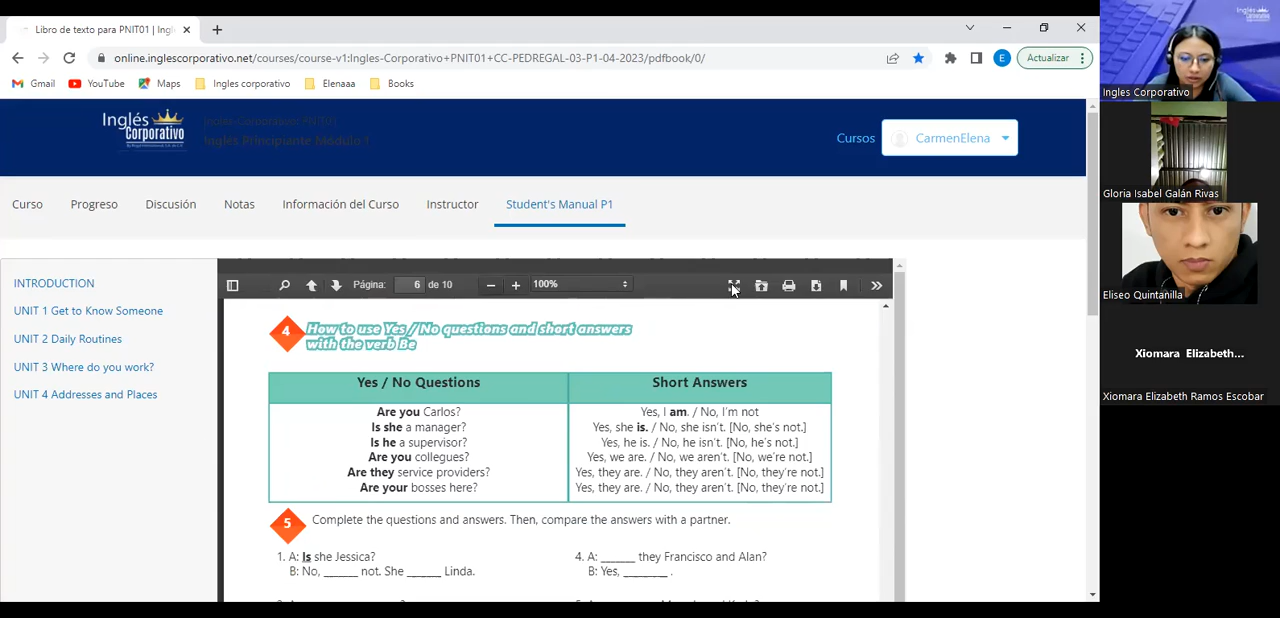 Libro de texto para PNIT01 | Ingl
online.inglescorporativo.net/courses/course-v1:Ingles-Corporativo+PNIT01+CC-PEDREGAL-03-P1-04-2023/pdfbook/0/
E
Actualizar
Gmail
YouTube
Maps
Ingles corporativo
Elenaaa
Books
Inglés Corporativo
Ingles-Corporativo: PNIT01
Inglés Principiante Módulo 1
Cursos
CarmenElena
Curso
Progreso
Discusión
Notas
Información del Curso
Instructor
Student's Manual P1
INTRODUCTION
UNIT 1 Get to Know Someone
UNIT 2 Daily Routines
UNIT 3 Where do you work?
UNIT 4 Addresses and Places
Página:
6
de 10
100%
4
How to use Yes / No questions and short answers
with the verb Be
Yes / No Questions
Short Answers
Are you Carlos?
Yes, I am. / No, I'm not
Is she a manager?
Yes, she is. / No, she isn't. [No, she's not.]
Is he a supervisor?
Yes, he is. / No, he isn't. [No, he's not.]
Are you collegues?
Yes, we are. / No, we aren't. [No, we're not.]
Are they service providers?
Yes, they are. / No, they aren't. [No, they're not.]
Are your bosses here?
Yes, they are. / No, they aren't. [No, they're not.]
5
Complete the questions and answers. Then, compare the answers with a partner.
1. A: Is she Jessica?
B: No, ______ not. She ______ Linda.
4. A: ______ they Francisco and Alan?
B: Yes, ________ .
Inglés Corporativo
Ingles Corporativo
Gloria Isabel Galán Rivas
Eliseo Quintanilla
Xiomara Elizabeth...
Xiomara Elizabeth Ramos Escobar